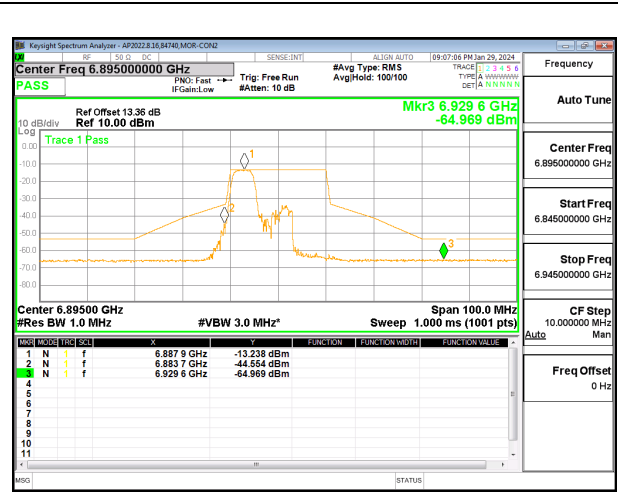 Keysight Spectrum Analyzer - AP2022.8.16,84740,MOR-CON2
RF 50 Ω DC SENSE:INT ALIGN AUTO 09:07:06 PM Jan 29, 2024
Center Freq 6.895000000 GHz
PASS
PNO: Fast
IFGain:Low
Trig: Free Run
#Atten: 10 dB
#Avg Type: RMS
Avg|Hold: 100/100
TRACE 1 2 3 4 5 6
TYPE A WWWWW
DET A N N N N N
Frequency
Ref Offset 13.36 dB
Ref 10.00 dBm
10 dB/div
Log
Mkr3 6.929 6 GHz
-64.969 dBm
Trace 1 Pass
0.00
-10.0
-20.0
-30.0
-40.0
-50.0
-60.0
-70.0
-80.0
1
2
3
Center 6.89500 GHz
Span 100.0 MHz
#Res BW 1.0 MHz
#VBW 3.0 MHz*
Sweep 1.000 ms (1001 pts)
MKR MODE TRC SCL X Y FUNCTION FUNCTION WIDTH FUNCTION VALUE
1 N 1 f 6.887 9 GHz -13.238 dBm
2 N 1 f 6.883 7 GHz -44.554 dBm
3 N 1 f 6.929 6 GHz -64.969 dBm
4
5
6
7
8
9
10
11
MSG
STATUS
Auto Tune
Center Freq
6.895000000 GHz
Start Freq
6.845000000 GHz
Stop Freq
6.945000000 GHz
CF Step
10.000000 MHz
Auto Man
Freq Offset
0 Hz